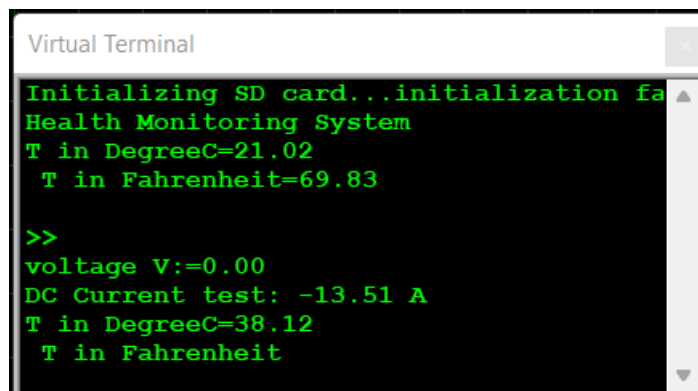 Virtual Terminal
Initializing SD card...initialization fa
Health Monitoring System
T in DegreeC=21.02
T in Fahrenheit=69.83
>>
voltage V:=0.00
DC Current test: -13.51 A
T in DegreeC=38.12
T in Fahrenheit